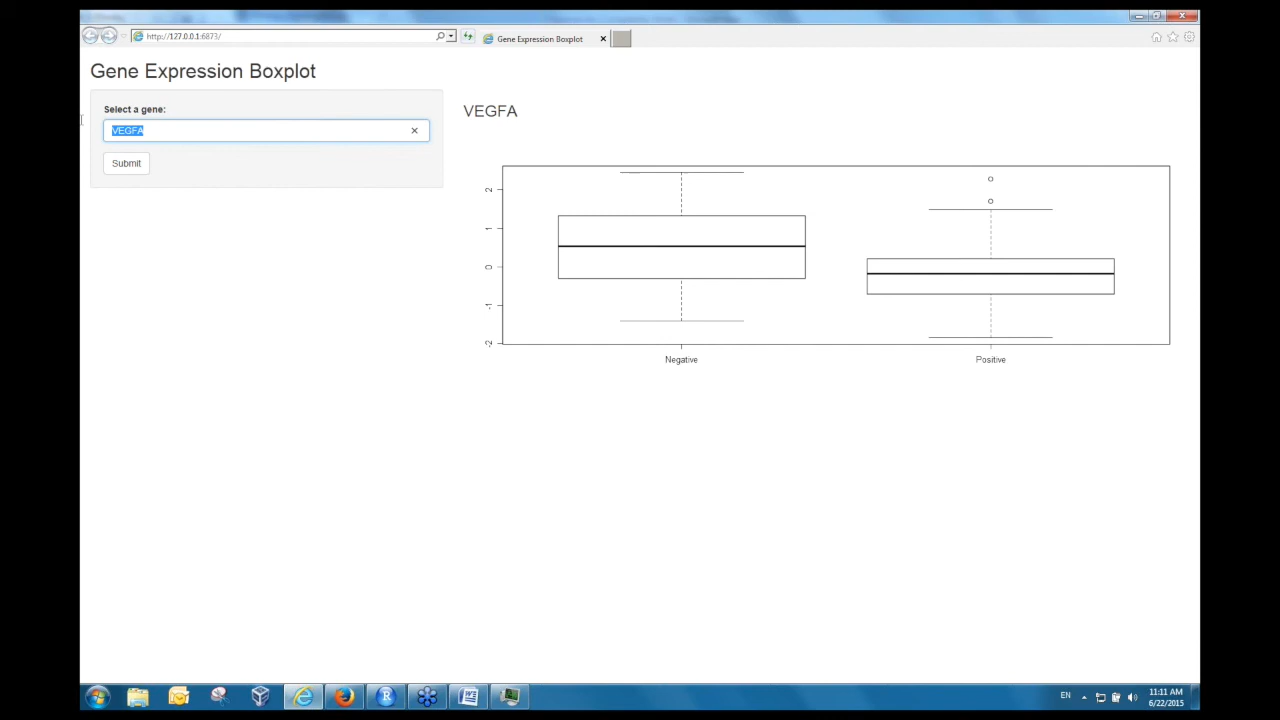 http://127.0.0.1:6873/
Gene Expression Boxplot
Gene Expression Boxplot
Select a gene:
VEGFA
Submit
VEGFA
2
1
0
-1
-2
Negative
Positive
EN
11:11 AM
6/22/2015